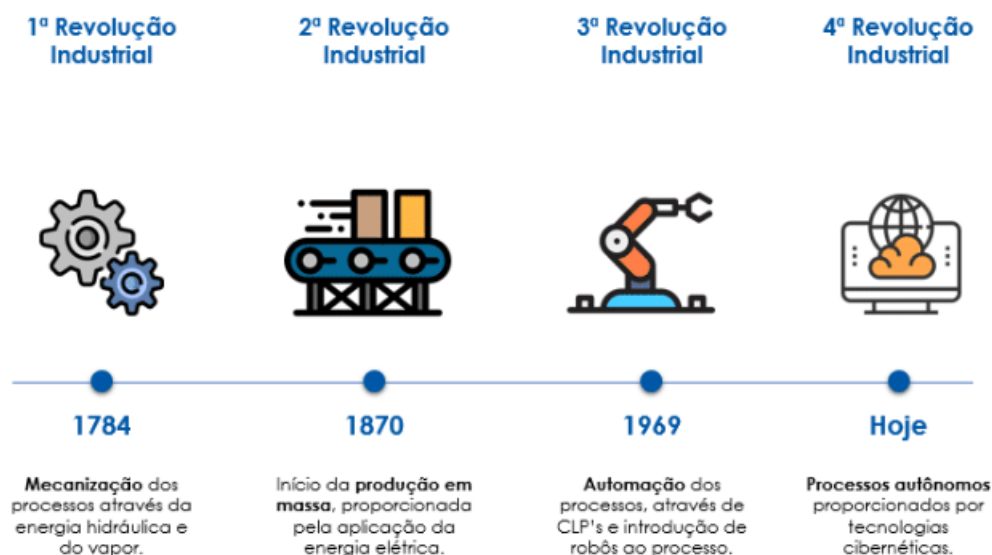 1ª Revolução
Industrial
2ª Revolução
Industrial
3ª Revolução
Industrial
4ª Revolução
Industrial
1784
1870
1969
Hoje
Mecanização dos
processos através da
energia hidráulica e
do vapor.
Início da produção em
massa, proporcionada
pela aplicação da
energia elétrica.
Automação dos
processos, através de
CLP's e introdução de
robôs ao processo.
Processos autônomos
proporcionados por
tecnologias
cibernéticas.